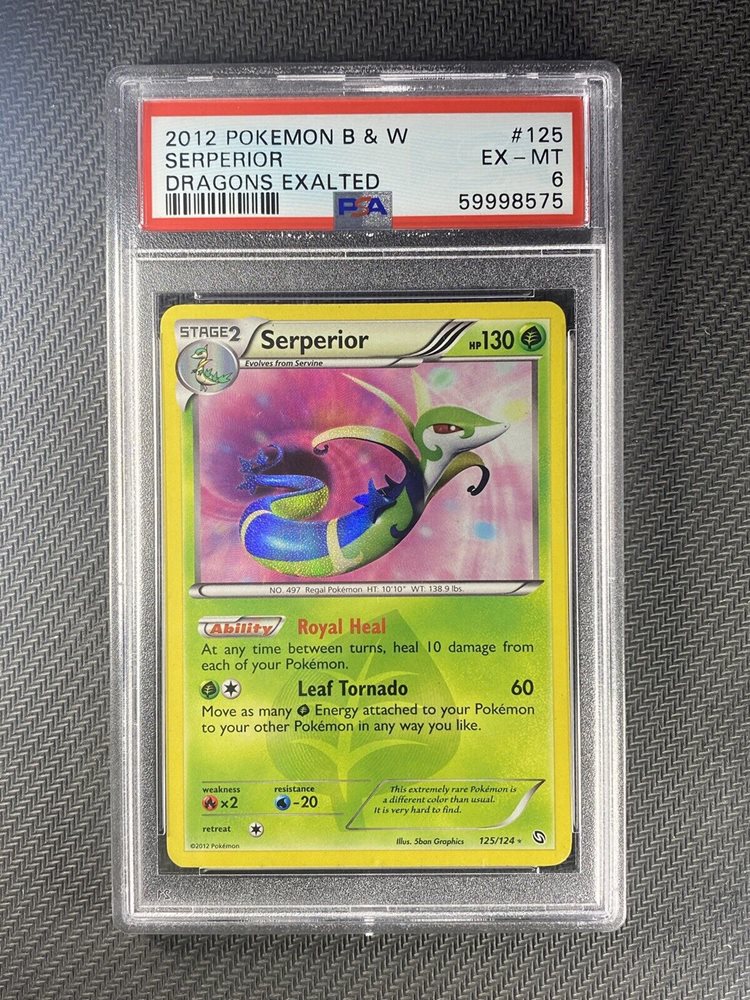 2012 POKEMON B & W #125
SERPERIOR EX - MT
DRAGONS EXALTED 6
PSA 59998575
STAGE2 Serperior HP130
Evolves from Servine
NO. 497 Regal Pokémon HT: 10'10" WT: 138.9 lbs.
Ability Royal Heal
At any time between turns, heal 10 damage from
each of your Pokémon.
Leaf Tornado 60
Move as many Energy attached to your Pokémon
to your other Pokémon in any way you like.
weakness resistance
x2 -20
retreat
This extremely rare Pokémon is
a different color than usual.
It is very hard to find.
Illus. 5ban Graphics 125/124 ★
©2012 Pokémon